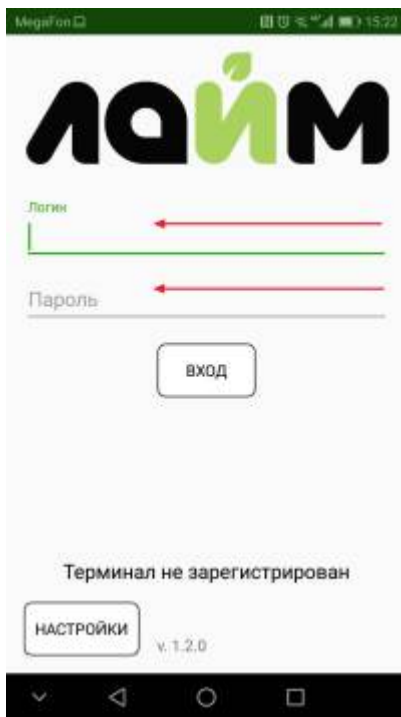 MegaFon 15:22
лайм
Логин
Пароль
ВХОД
Терминал не зарегистрирован
НАСТРОЙКИ
v. 1.2.0